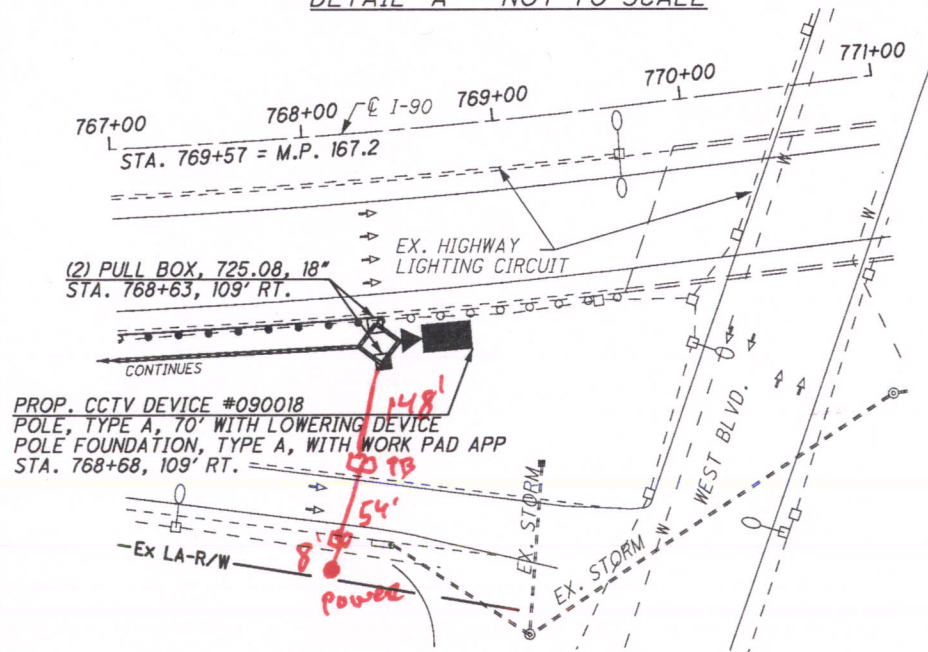 DETAIL "A" - NOT TO SCALE
767+00
768+00
℄ I-90
769+00
770+00
771+00
STA. 769+57 = M.P. 167.2
EX. HIGHWAY
LIGHTING CIRCUIT
(2) PULL BOX, 725.08, 18"
STA. 768+63, 109' RT.
CONTINUES
PROP. CCTV DEVICE #090018
POLE, TYPE A, 70' WITH LOWERING DEVICE
POLE FOUNDATION, TYPE A, WITH WORK PAD APP
STA. 768+68, 109' RT.
148'
PB
54'
8'
Power
Ex LA-R/W
EX. STORM
EX. STORM
WEST BLVD.
W
W
W
W
W